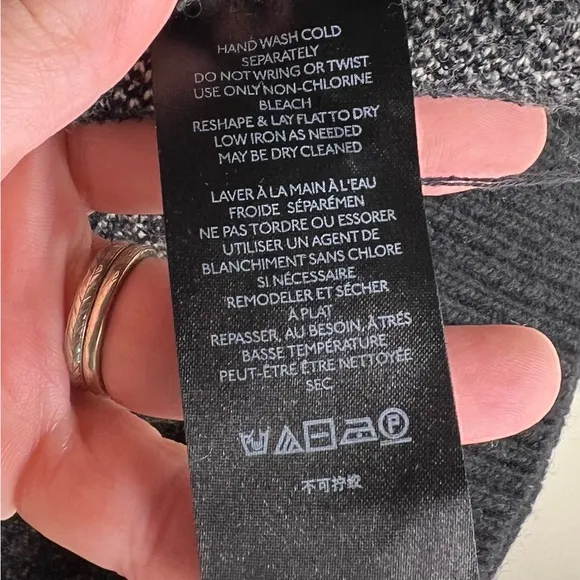 HAND WASH COLD
SEPARATELY
DO NOT WRING OR TWIST
USE ONLY NON-CHLORINE
BLEACH
RESHAPE & LAY FLAT TO DRY
LOW IRON AS NEEDED
MAY BE DRY CLEANED
LAVER À LA MAIN À L'EAU
FROIDE SÉPARÉMEN
NE PAS TORDRE OU ESSORER
UTILISER UN AGENT DE
BLANCHIMENT SANS CHLORE
SI NÉCESSAIRE
REMODELER ET SÉCHER
À PLAT
REPASSER, AU BESOIN, À TRÈS
BASSE TEMPÉRATURE
PEUT-ÊTRE ÊTRE NETTOYÉE
SEC
P
不可拧绞